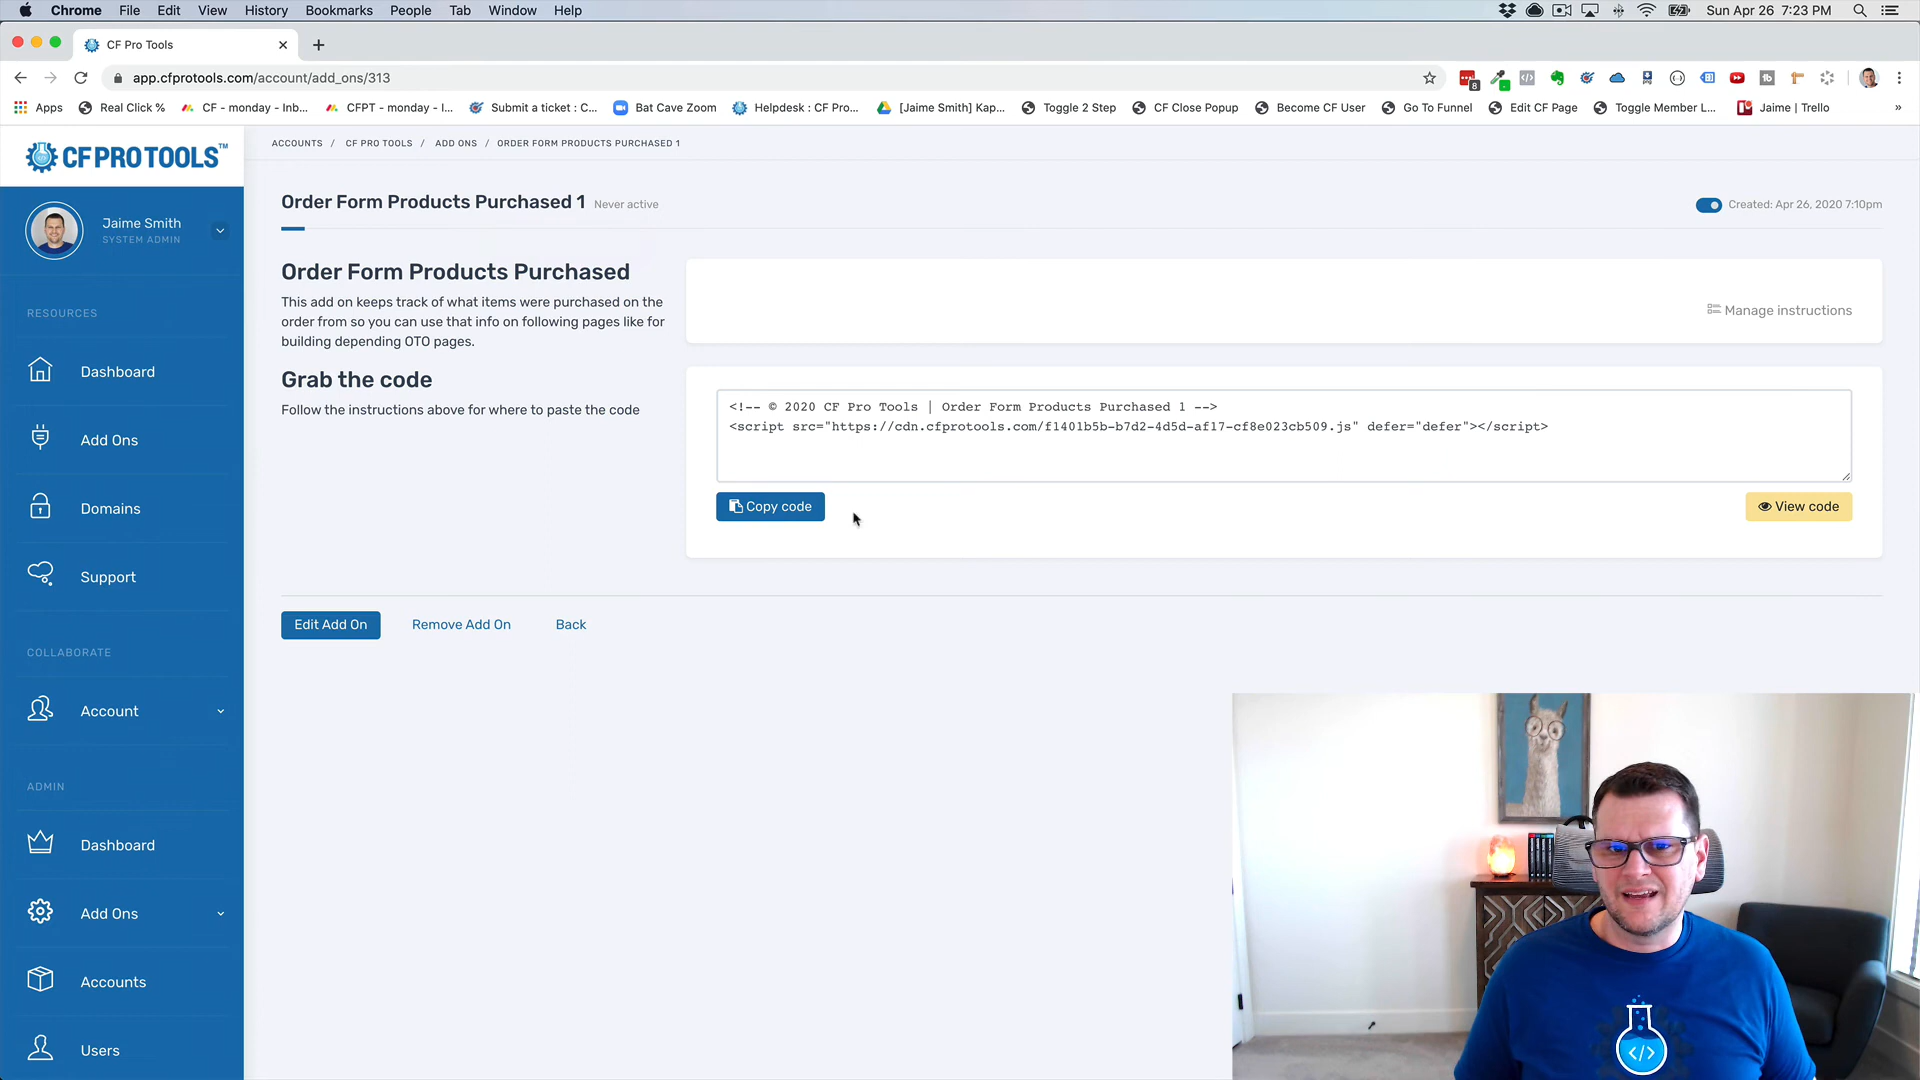 Chrome File Edit View History Bookmarks People Tab Window Help
Sun Apr 26 7:23 PM
CF Pro Tools
app.cfprotools.com/account/add_ons/313
8
Apps Real Click % CF - monday - Inb... CFPT - monday - I... Submit a ticket : C... Bat Cave Zoom Helpdesk : CF Pro... [Jaime Smith] Kap... Toggle 2 Step CF Close Popup Become CF User Go To Funnel Edit CF Page Toggle Member L... Jaime | Trello »
CF PRO TOOLS™
ACCOUNTS / CF PRO TOOLS / ADD ONS / ORDER FORM PRODUCTS PURCHASED 1
Jaime Smith
SYSTEM ADMIN
RESOURCES
Dashboard
Add Ons
Domains
Support
COLLABORATE
Account
ADMIN
Dashboard
Add Ons
Accounts
Users
Order Form Products Purchased 1 Never active
Created: Apr 26, 2020 7:10pm
Order Form Products Purchased
This add on keeps track of what items were purchased on the
order from so you can use that info on following pages like for
building depending OTO pages.
Manage instructions
Grab the code
Follow the instructions above for where to paste the code
<!-- © 2020 CF Pro Tools | Order Form Products Purchased 1 -->
<script src="https://cdn.cfprotools.com/f1401b5b-b7d2-4d5d-af17-cf8e023cb509.js" defer="defer"></script>
Copy code
View code
Edit Add On Remove Add On Back
</>